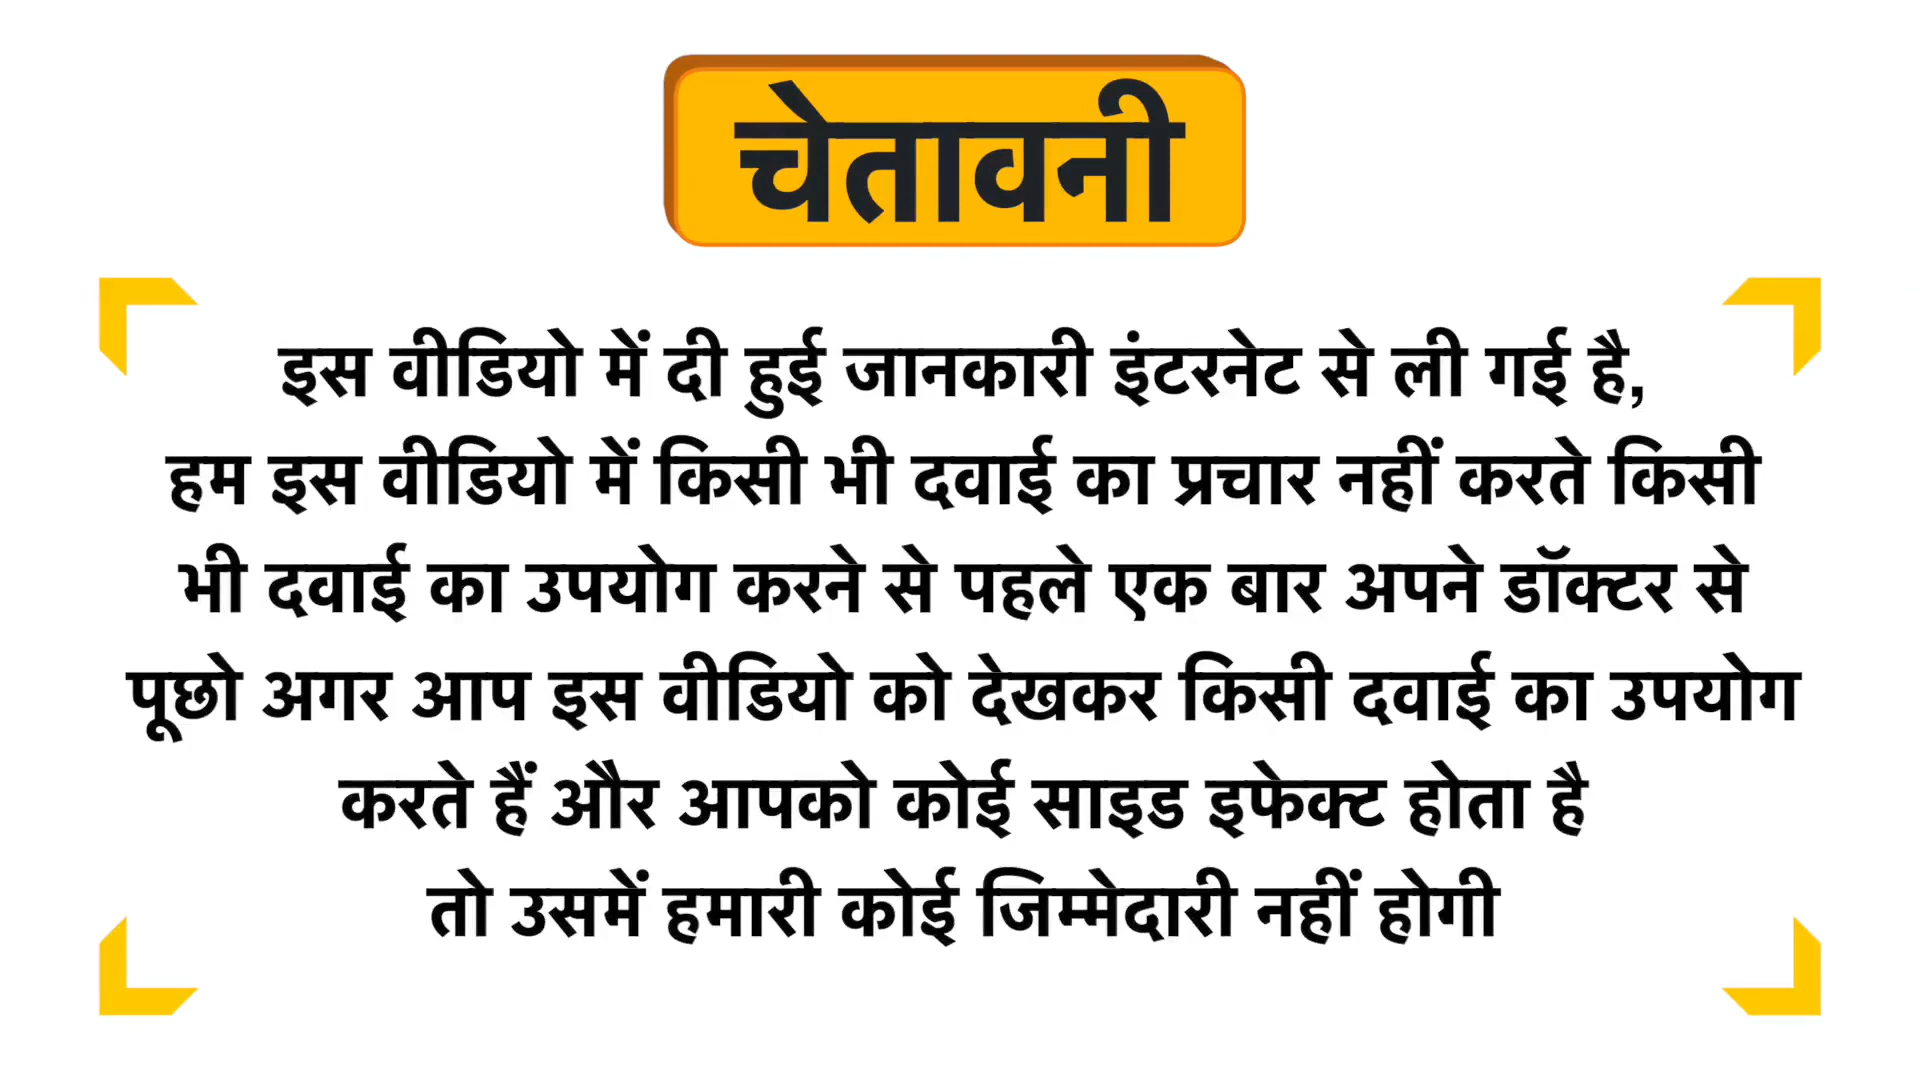 चेतावनी
इस वीडियो में दी हुई जानकारी इंटरनेट से ली गई है,
हम इस वीडियो में किसी भी दवाई का प्रचार नहीं करते किसी
भी दवाई का उपयोग करने से पहले एक बार अपने डॉक्टर से
पूछो अगर आप इस वीडियो को देखकर किसी दवाई का उपयोग
करते हैं और आपको कोई साइड इफेक्ट होता है
तो उसमें हमारी कोई जिम्मेदारी नहीं होगी